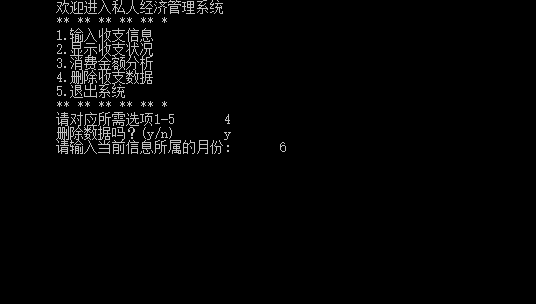 欢迎进入私人经济管理系统
** ** ** ** ** *
1.输入收支信息
2.显示收支状况
3.消费金额分析
4.删除收支数据
5.退出系统
** ** ** ** ** *
请对应所需选项1-5 4
删除数据吗？(y/n) y
请输入当前信息所属的月份: 6